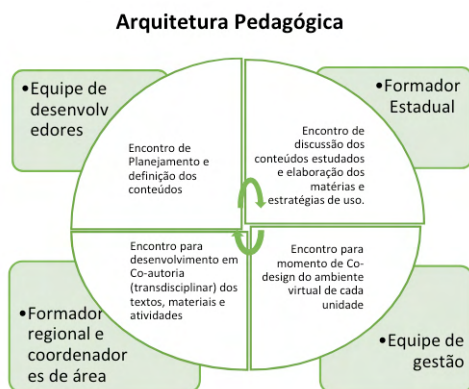 Arquitetura Pedagógica
•Equipe de
desenvolv
edores
•Formador
Estadual
Encontro de
Planejamento e
definição dos
conteúdos
Encontro de
discussão dos
conteúdos estudados
e elaboração dos
matérias e
estratégias de uso.
Encontro para
desenvolvimento em
Co-autoria
(transdisciplinar) dos
textos, materiais e
atividades
Encontro para
momento de Co-
design do ambiente
virtual de cada
unidade
•Formador
regional e
coordenador
es de área
•Equipe de
gestão